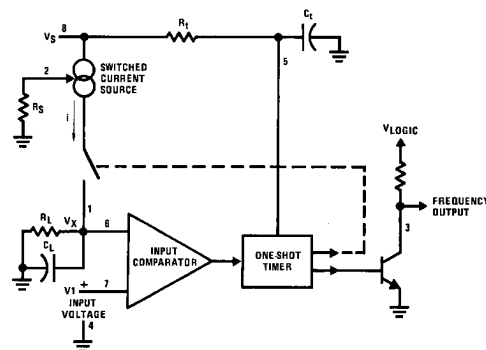 8
Vs
Rt
Ct
2
SWITCHED
CURRENT
SOURCE
5
Rs
i
VLOGIC
1
RL
Vx
6
CL
INPUT
COMPARATOR
ONE-SHOT
TIMER
FREQUENCY
OUTPUT
3
V1
+
7
INPUT
VOLTAGE
4